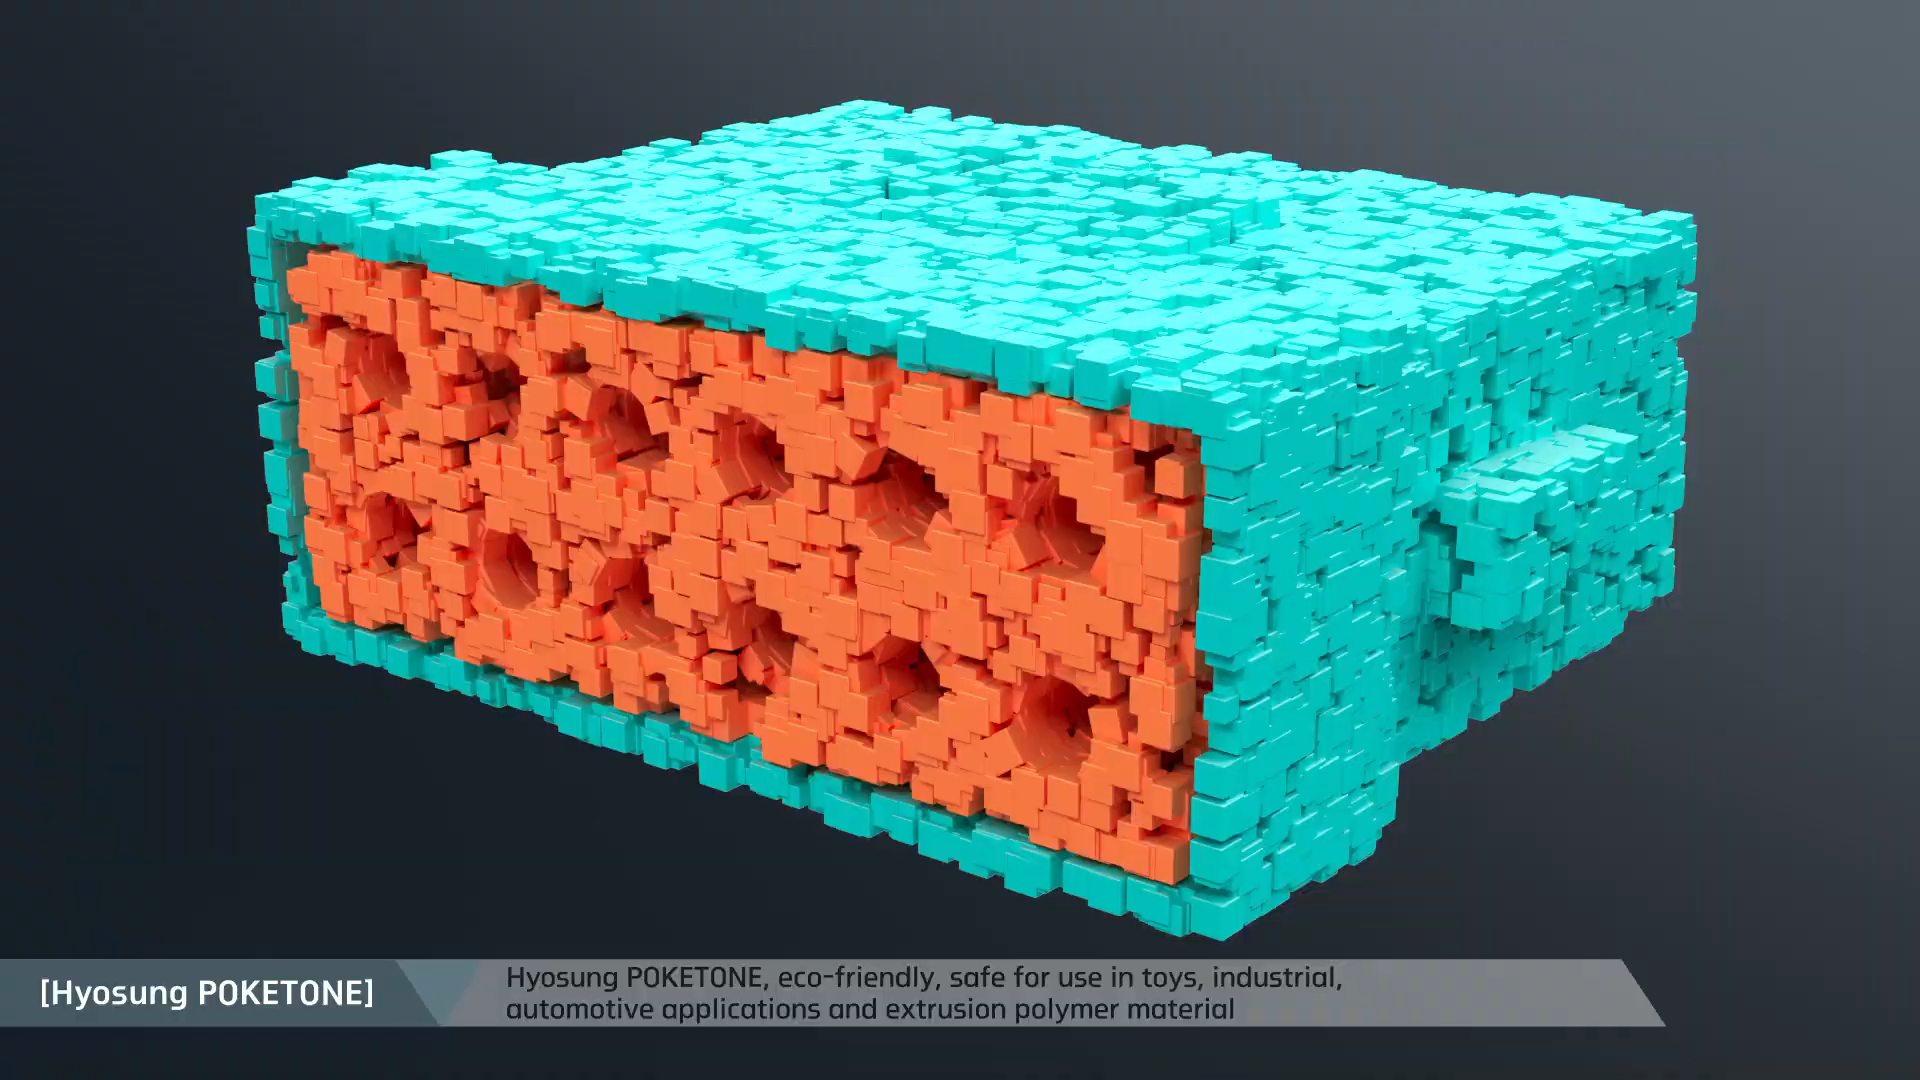 [Hyosung POKETONE]
Hyosung POKETONE, eco-friendly, safe for use in toys, industrial,
automotive applications and extrusion polymer material